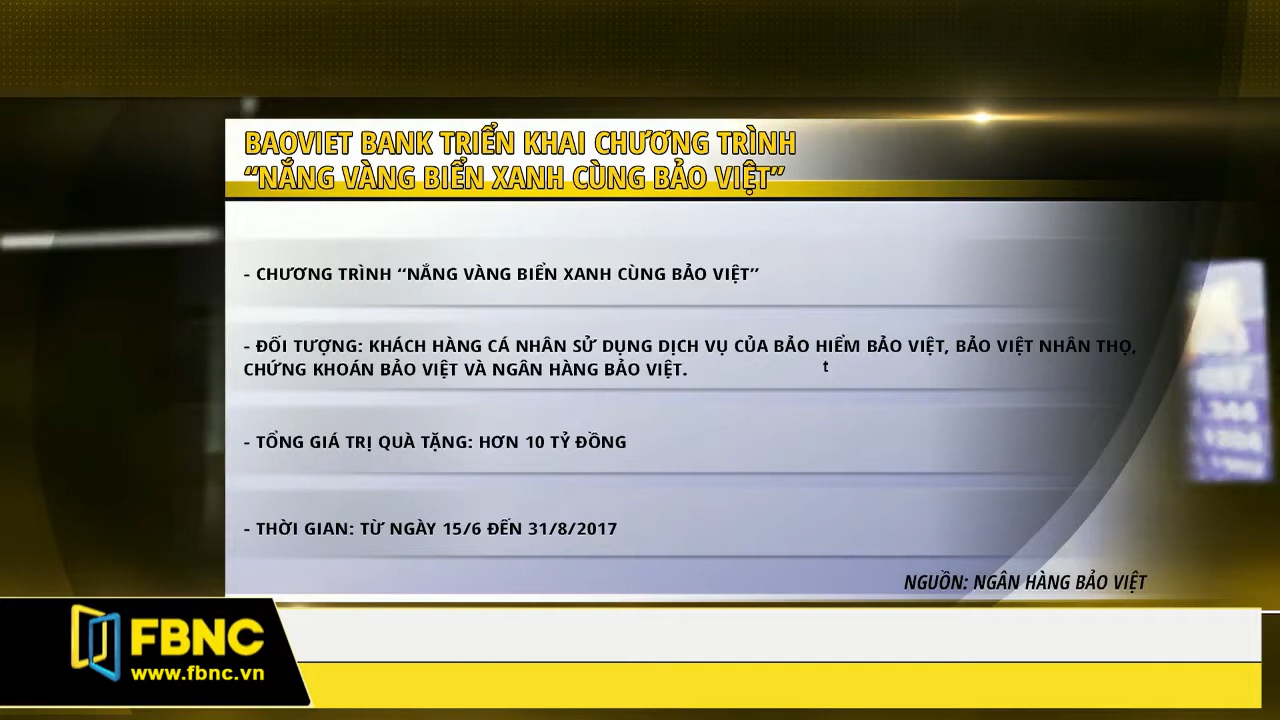 BAOVIET BANK TRIỂN KHAI CHƯƠNG TRÌNH
“NẮNG VÀNG BIỂN XANH CÙNG BẢO VIỆT”
- CHƯƠNG TRÌNH “NẮNG VÀNG BIỂN XANH CÙNG BẢO VIỆT”
- ĐỐI TƯỢNG: KHÁCH HÀNG CÁ NHÂN SỬ DỤNG DỊCH VỤ CỦA BẢO HIỂM BẢO VIỆT, BẢO VIỆT NHÂN THỌ,
CHỨNG KHOÁN BẢO VIỆT VÀ NGÂN HÀNG BẢO VIỆT.
t
- TỔNG GIÁ TRỊ QUÀ TẶNG: HƠN 10 TỶ ĐỒNG
- THỜI GIAN: TỪ NGÀY 15/6 ĐẾN 31/8/2017
NGUỒN: NGÂN HÀNG BẢO VIỆT
FBNC
www.fbnc.vn